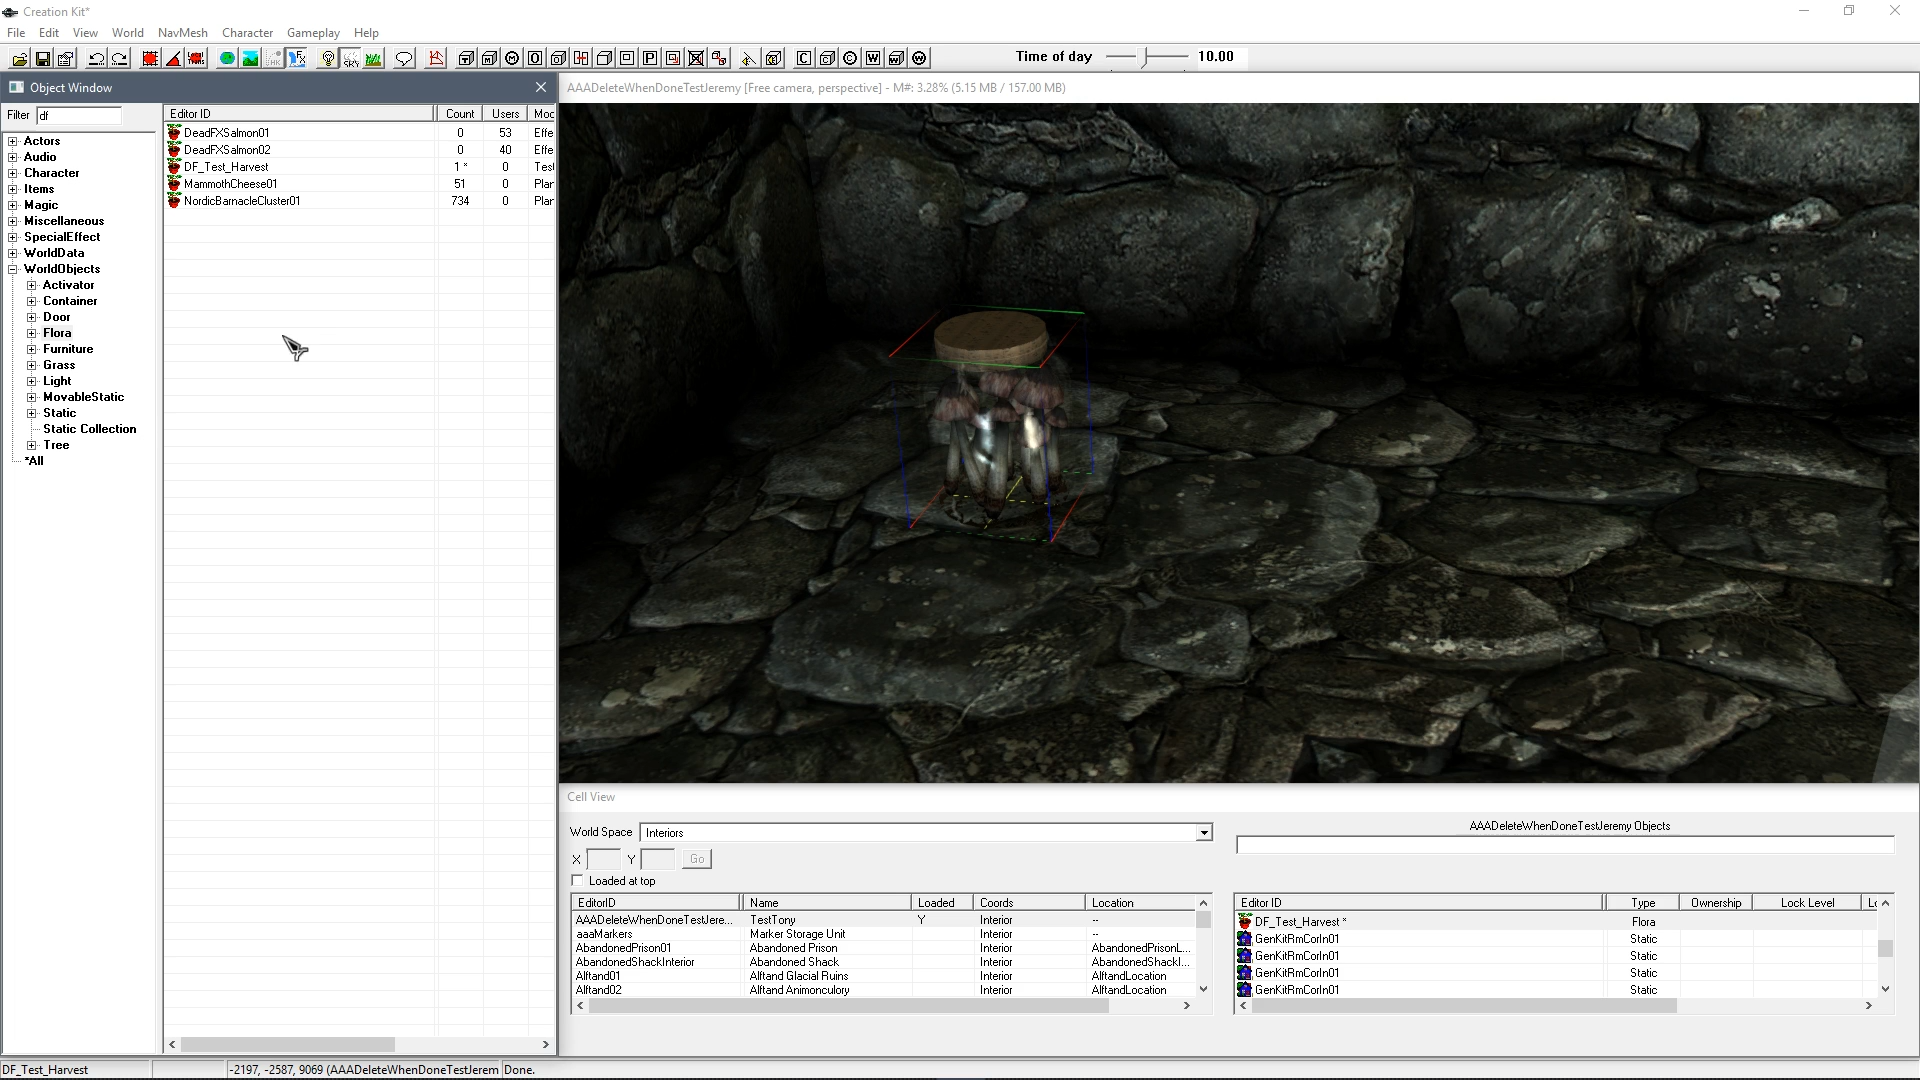 Creation Kit*
File Edit View World NavMesh Character Gameplay Help
Time of day 10.00
Object Window
AAADeleteWhenDoneTestJeremy [Free camera, perspective] - M#: 3.28% (5.15 MB / 157.00 MB)
Filter df
Actors
Audio
Character
Items
Magic
Miscellaneous
SpecialEffect
WorldData
WorldObjects
Activator
Container
Door
Flora
Furniture
Grass
Light
MovableStatic
Static
Static Collection
Tree
*All
Editor ID Count Users Moc
DeadFXSalmon01 0 53 Effe
DeadFXSalmon02 0 40 Effe
DF_Test_Harvest 1 * 0 Test
MammothCheese01 51 0 Plar
NordicBarnacleCluster01 734 0 Plar
Cell View
World Space Interiors
X Y Go
Loaded at top
EditorID Name Loaded Coords Location
AAADeleteWhenDoneTestJere... TestTony Y Interior --
aaaMarkers Marker Storage Unit Interior --
AbandonedPrison01 Abandoned Prison Interior AbandonedPrisonL...
AbandonedShackInterior Abandoned Shack Interior AbandonedShackI...
Alftand01 Alftand Glacial Ruins Interior AlftandLocation
Alftand02 Alftand Animonculory Interior AlftandLocation
AAADeleteWhenDoneTestJeremy Objects
Editor ID Type Ownership Lock Level Lc
DF_Test_Harvest * Flora
GenKitRmCorIn01 Static
GenKitRmCorIn01 Static
GenKitRmCorIn01 Static
GenKitRmCorIn01 Static
DF_Test_Harvest -2197, -2587, 9069 (AAADeleteWhenDoneTestJerem Done.